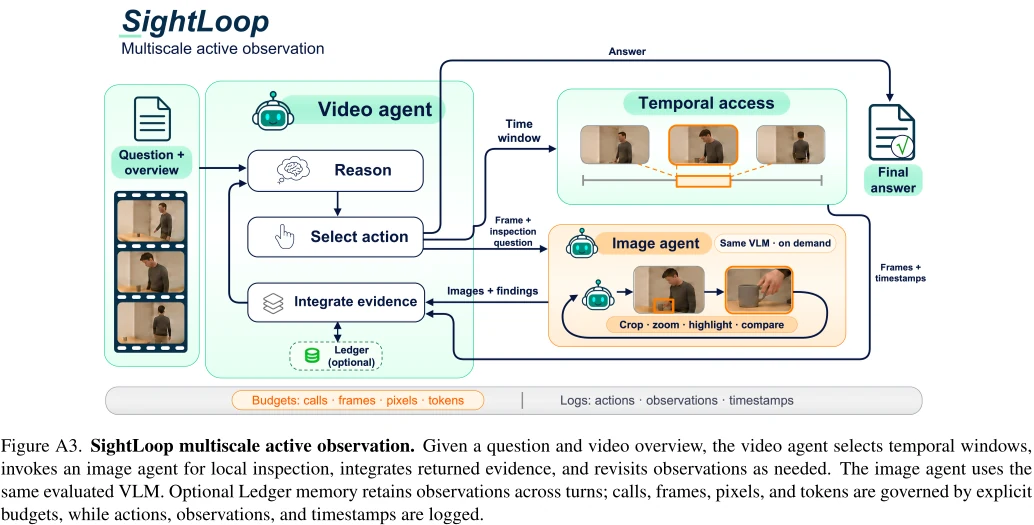 SightLoop
Multiscale active observation
Answer
Question +
overview
Video agent
Reason
Select action
Integrate evidence
Ledger
(optional)
Time
window
Frame +
inspection
question
Images + findings
Temporal access
Image agent
Same VLM · on demand
Crop · zoom · highlight · compare
Final
answer
Frames +
timestamps
Budgets: calls · frames · pixels · tokens
Logs: actions · observations · timestamps
Figure A3. SightLoop multiscale active observation. Given a question and video overview, the video agent selects temporal windows,
invokes an image agent for local inspection, integrates returned evidence, and revisits observations as needed. The image agent uses the
same evaluated VLM. Optional Ledger memory retains observations across turns; calls, frames, pixels, and tokens are governed by explicit
budgets, while actions, observations, and timestamps are logged.